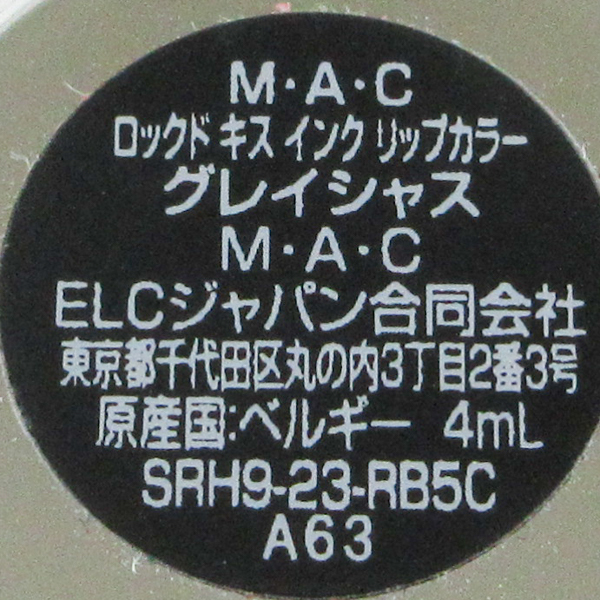 M·A·C
ロックド キス インク リップカラー
グレイシャス
M·A·C
ELCジャパン合同会社
東京都千代田区丸の内3丁目2番3号
原産国:ベルギー 4mL
SRH9-23-RB5C
A63